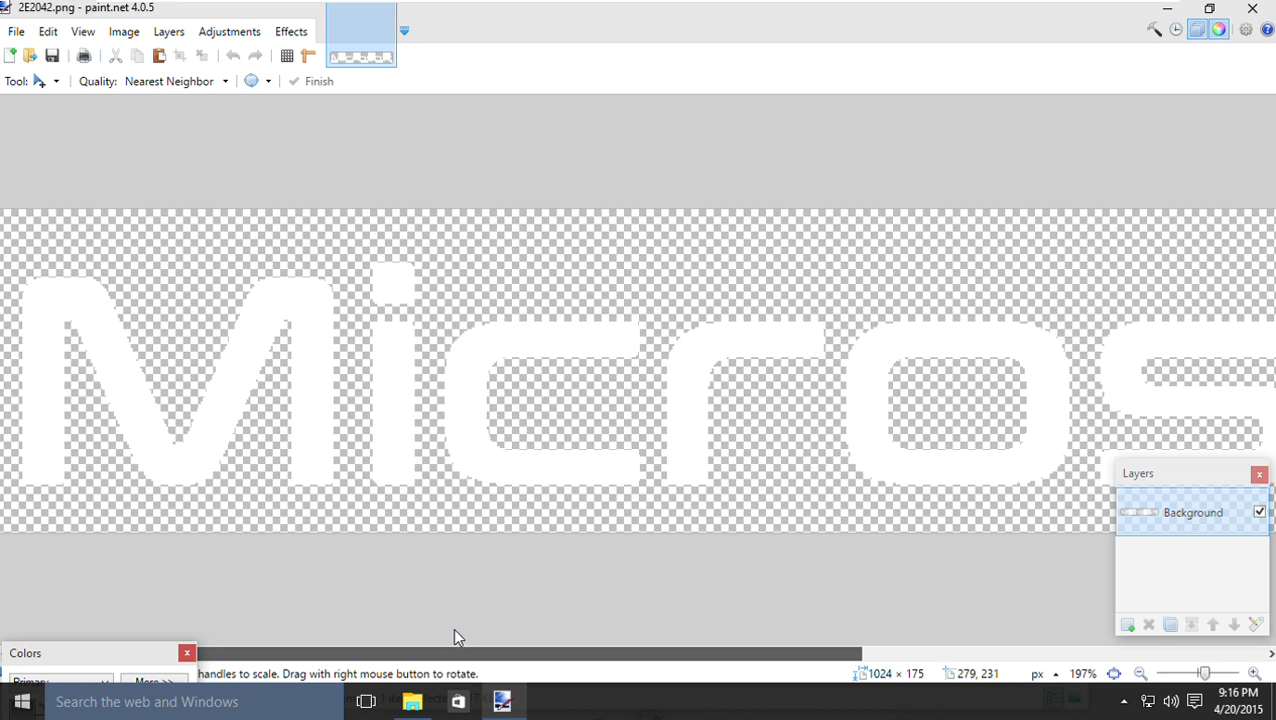 2E2042.png - paint.net 4.0.5
File Edit View Image Layers Adjustments Effects
Tool: Quality: Nearest Neighbor Finish
Micros
Layers
Background
Colors
Primary More >>
handles to scale. Drag with right mouse button to rotate.
1024 × 175 279, 231 px 197%
Search the web and Windows
9:16 PM
4/20/2015